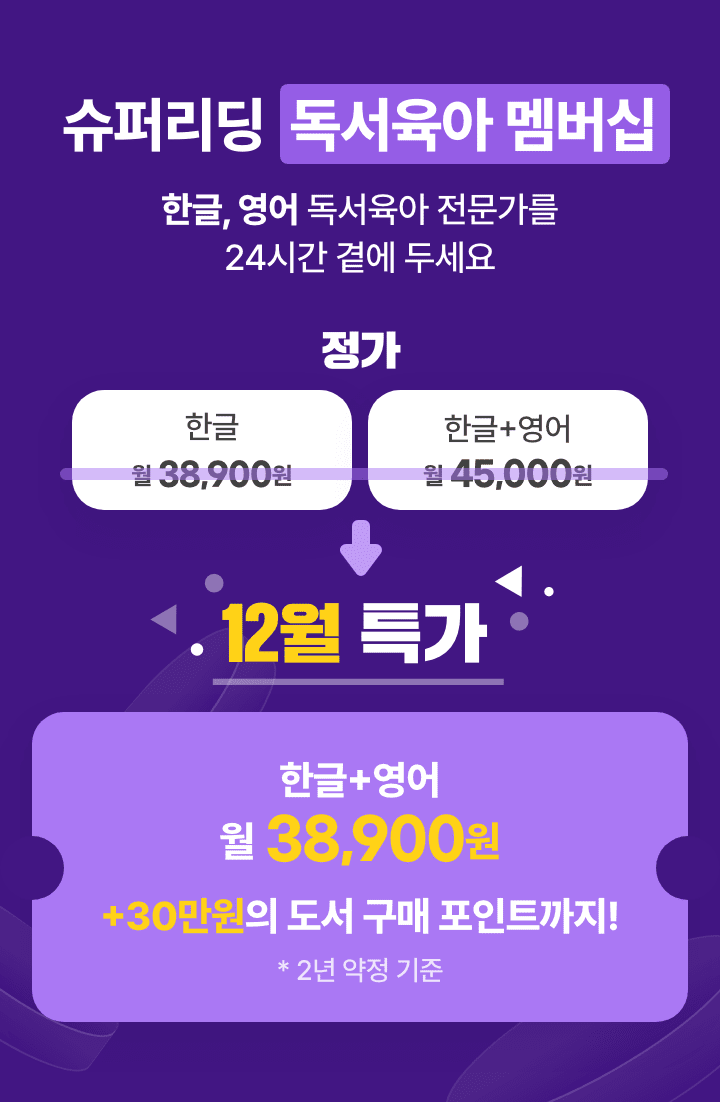 슈퍼리딩 독서육아 멤버십
한글, 영어 독서육아 전문가를
24시간 곁에 두세요
정가
한글
월 38,900원
한글+영어
월 45,000원
12월 특가
한글+영어
월 38,900원
+30만원의 도서 구매 포인트까지!
* 2년 약정 기준